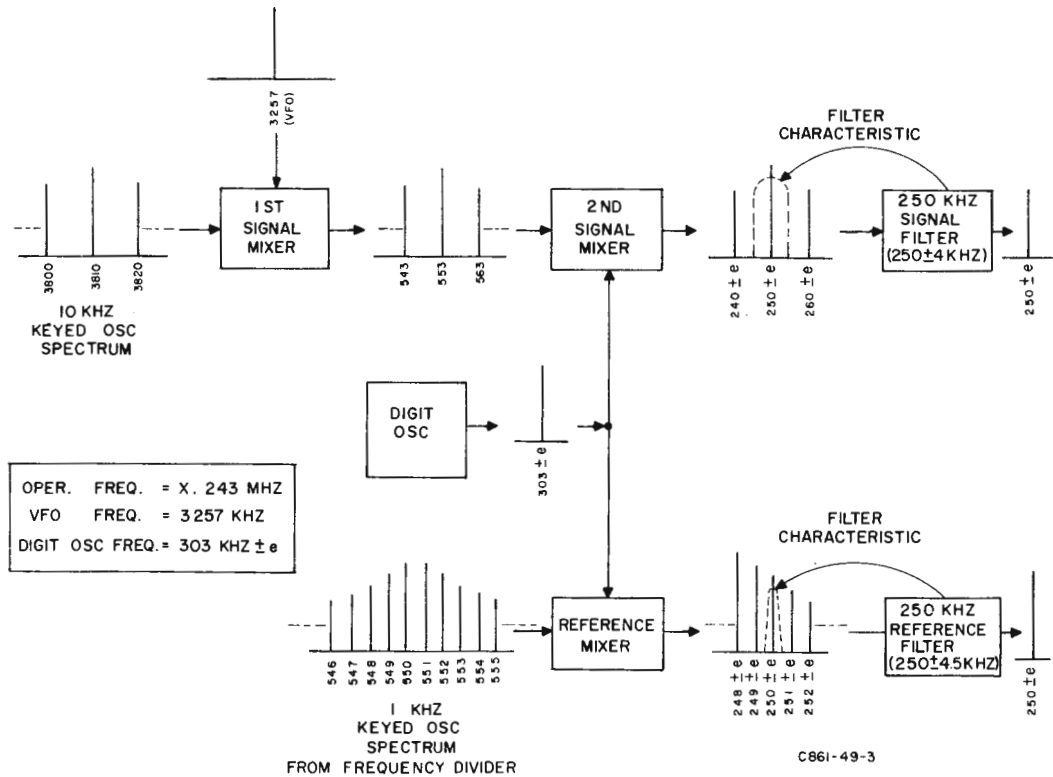 3257
(VFO)
FILTER
CHARACTERISTIC
1ST
SIGNAL
MIXER
2ND
SIGNAL
MIXER
250 KHZ
SIGNAL
FILTER
(250±4KHZ)
3800
3810
3820
543
553
563
240 ± e
250 ± e
260 ± e
250 ± e
10 KHZ
KEYED OSC
SPECTRUM
DIGIT
OSC
303 ± e
OPER. FREQ. = X. 243 MHZ
VFO FREQ. = 3257 KHZ
DIGIT OSC FREQ. = 303 KHZ ± e
FILTER
CHARACTERISTIC
REFERENCE
MIXER
250 KHZ
REFERENCE
FILTER
(250±4.5KHZ)
546
547
548
549
550
551
552
553
554
555
248 ± e
249 ± e
250 ± e
251 ± e
252 ± e
250 ± e
1 KHZ
KEYED OSC
SPECTRUM
FROM FREQUENCY DIVIDER
C861-49-3